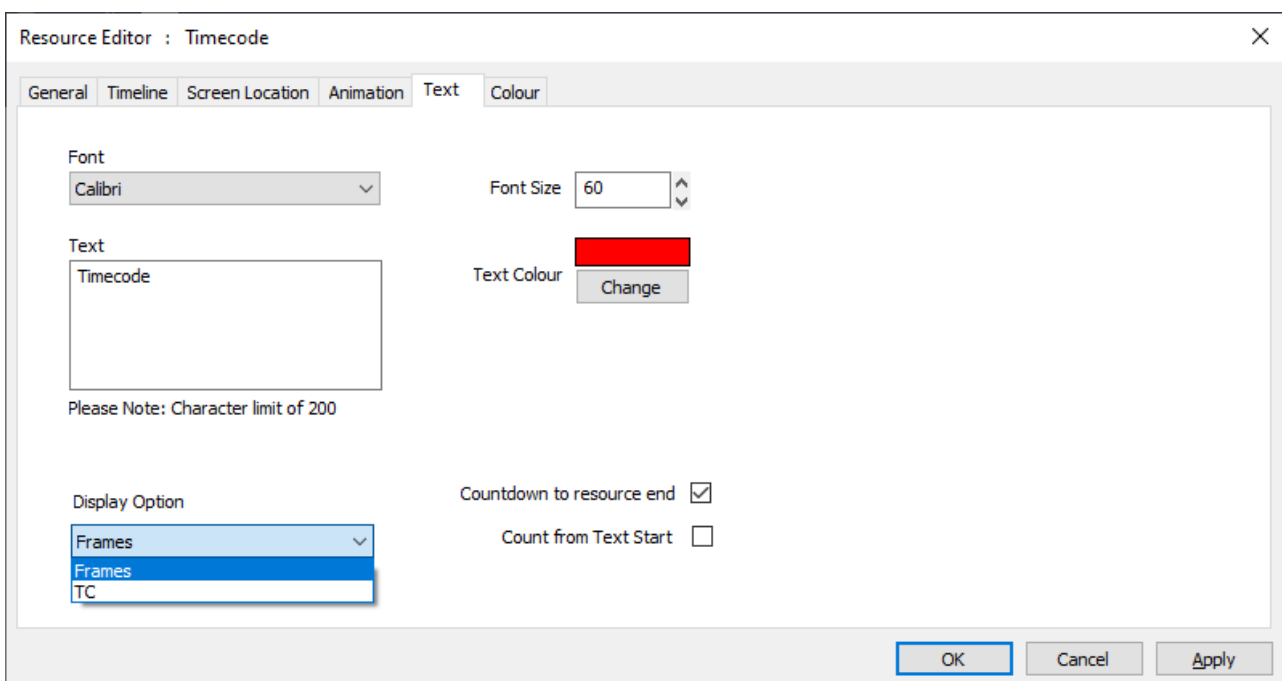 Resource Editor : Timecode
General Timeline Screen Location Animation Text Colour
Font
Calibri
Font Size 60
Text
Timecode
Text Colour
Change
Please Note: Character limit of 200
Display Option
Frames
Frames
TC
Countdown to resource end
Count from Text Start
OK Cancel Apply